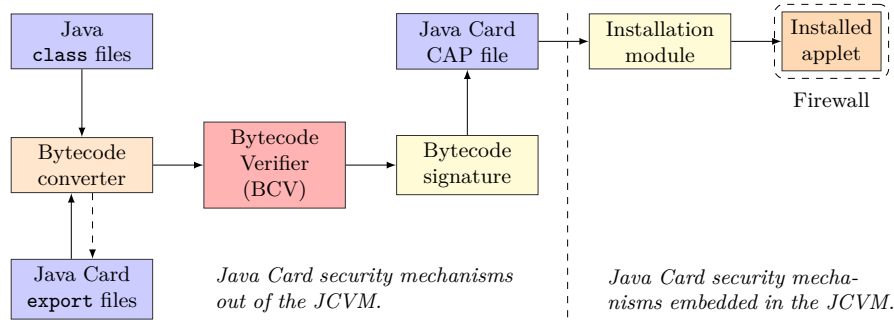 Java
class files
Java Card
CAP file
Installation
module
Installed
applet
Firewall
Bytecode
converter
Bytecode
Verifier
(BCV)
Bytecode
signature
Java Card
export files
Java Card security mechanisms
out of the JCVM.
Java Card security mecha-
nisms embedded in the JCVM.